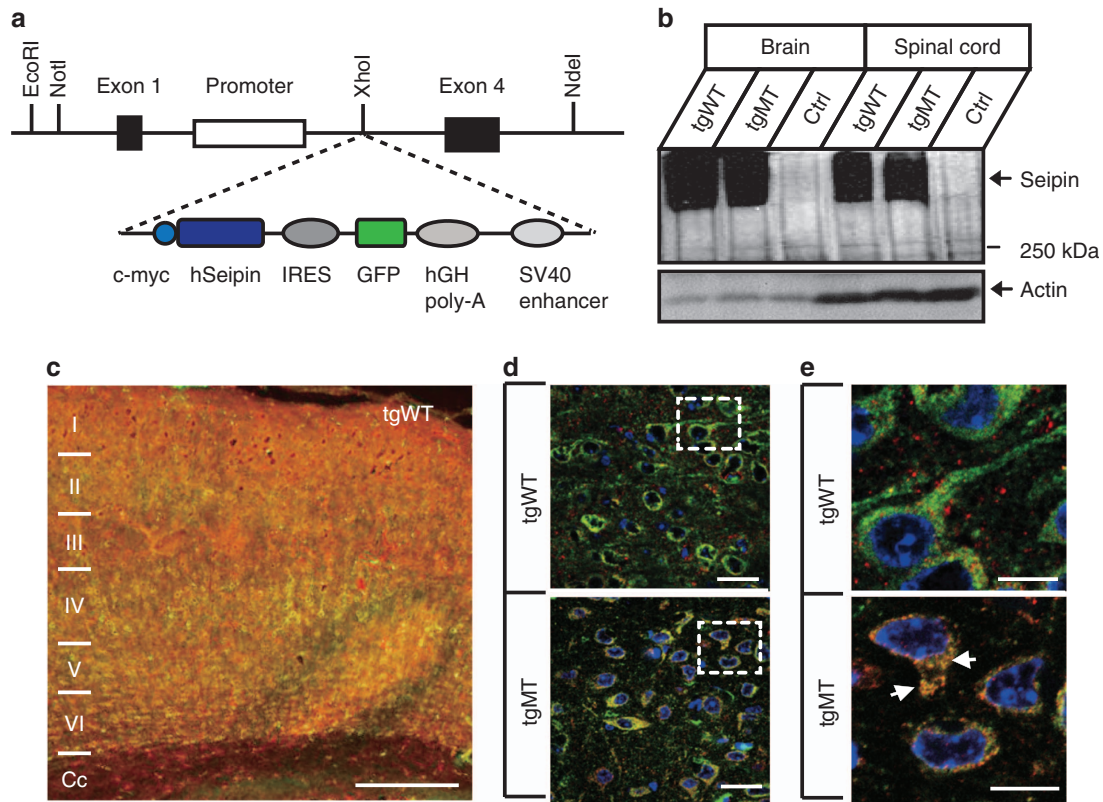 a
EcoRI
NotI
Exon 1
Promoter
XhoI
Exon 4
NdeI
c-myc
hSeipin
IRES
GFP
hGH
poly-A
SV40
enhancer
b
Brain
Spinal cord
tgWT
tgMT
Ctrl
tgWT
tgMT
Ctrl
Seipin
250 kDa
Actin
c
tgWT
I
II
III
IV
V
VI
Cc
d
tgWT
tgMT
e
tgWT
tgMT